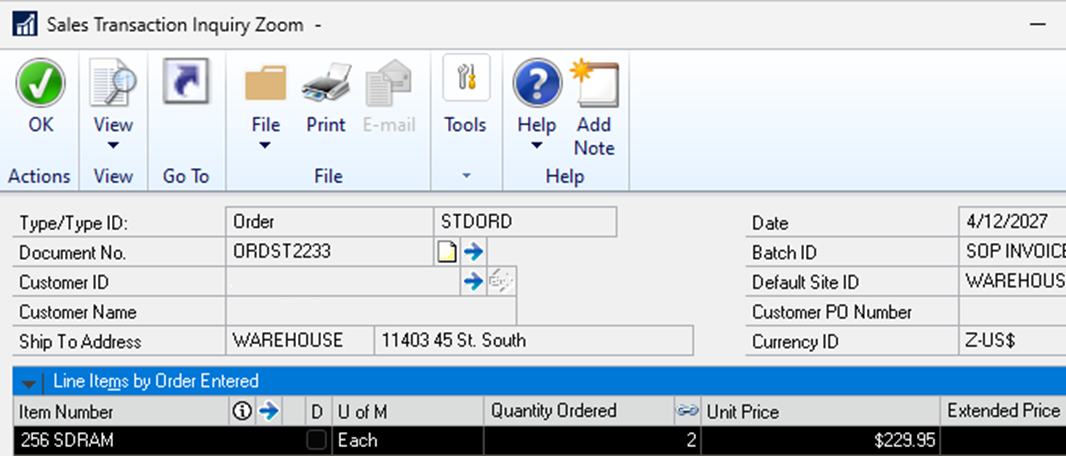 Sales Transaction Inquiry Zoom -
OK View File Print E-mail Tools Help Add Note
Actions View Go To File Help
Type/Type ID: Order STDORD Date 4/12/2027
Document No. ORDST2233 Batch ID SOP INVOICE
Customer ID Default Site ID WAREHOUS
Customer Name Customer PO Number
Ship To Address WAREHOUSE 11403 45 St. South Currency ID Z-US$
Line Items by Order Entered
Item Number D U of M Quantity Ordered Unit Price Extended Price
256 SDRAM Each 2 $229.95